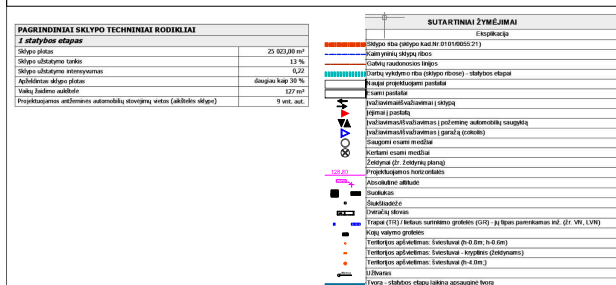 PAGRINDINIAI SKLYPO TECHNINIAI RODIKLIAI
1 statybos etapas
Sklypo plotas 25 023,00 m²
Sklypo užstatymo tankis 13 %
Sklypo užstatymo intensyvumas 0,22
Apželdintas sklypo plotas daugiau kaip 30 %
Vaikų žaidimo aukštelė 127 m²
Projektuojamos antžeminės automobilių stovėjimų vietos (aikštelės sklype) 9 vnt. aut.
SUTARTINIAI ŽYMĖJIMAI
Eksplikacija
Sklypo riba (sklypo kad.Nr.0101/0055:21)
Kaimyninių sklypų ribos
Gatvių raudonosios linijos
Darbų vykdymo riba (sklypo ribose) - statybos etapai
Naujai projektuojami pastatai
Esami pastatai
Įvažiavimai/išvažiavimai į sklypą
Įėjimai į pastatą
Įvažiavimas/išvažiavimas į požeminę automobilių saugyklą
Įvažiavimas/išvažiavimas į garažą (cokolis)
Saugomi esami medžiai
Kertami esami medžiai
Želdynai (žr. želdynių planą)
128,80 Projektuojamos horizontalės
Absoliutinė altitudė
Suoliukas
Šiukšliadėžė
Dviračių stovas
Trapai (TR) / lietaus surinkimo grotelės (GR) - jų tipas parenkamas inž. (žr. VN, LVN)
Kojų valymo grotelės
Teritorijos apšvietimas: šviestuvai (h-0.8m; h-0.6m)
Teritorijos apšvietimas: šviestuvai - kryptinis (želdynams)
Teritorijos apšvietimas: šviestuvai (h-4.0m;)
Užtvaras
Tvora - statybos etapų laikina apsauginė tvora